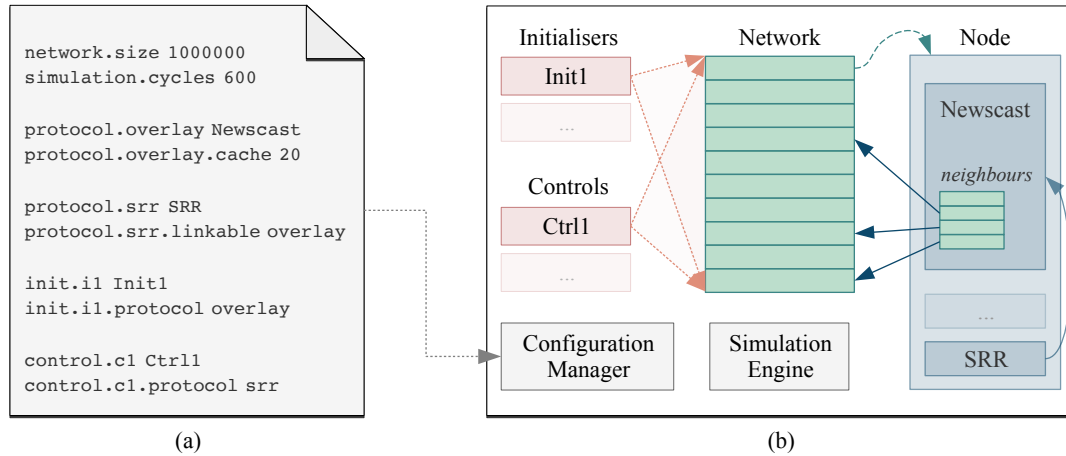 network.size 1000000
simulation.cycles 600
protocol.overlay Newscast
protocol.overlay.cache 20
protocol.srr SRR
protocol.srr.linkable overlay
init.i1 Init1
init.i1.protocol overlay
control.c1 Ctrl1
control.c1.protocol srr
(a)
Initialisers
Init1
...
Controls
Ctrl1
...
Configuration
Manager
Network
Simulation
Engine
Node
Newscast
neighbours
...
SRR
(b)